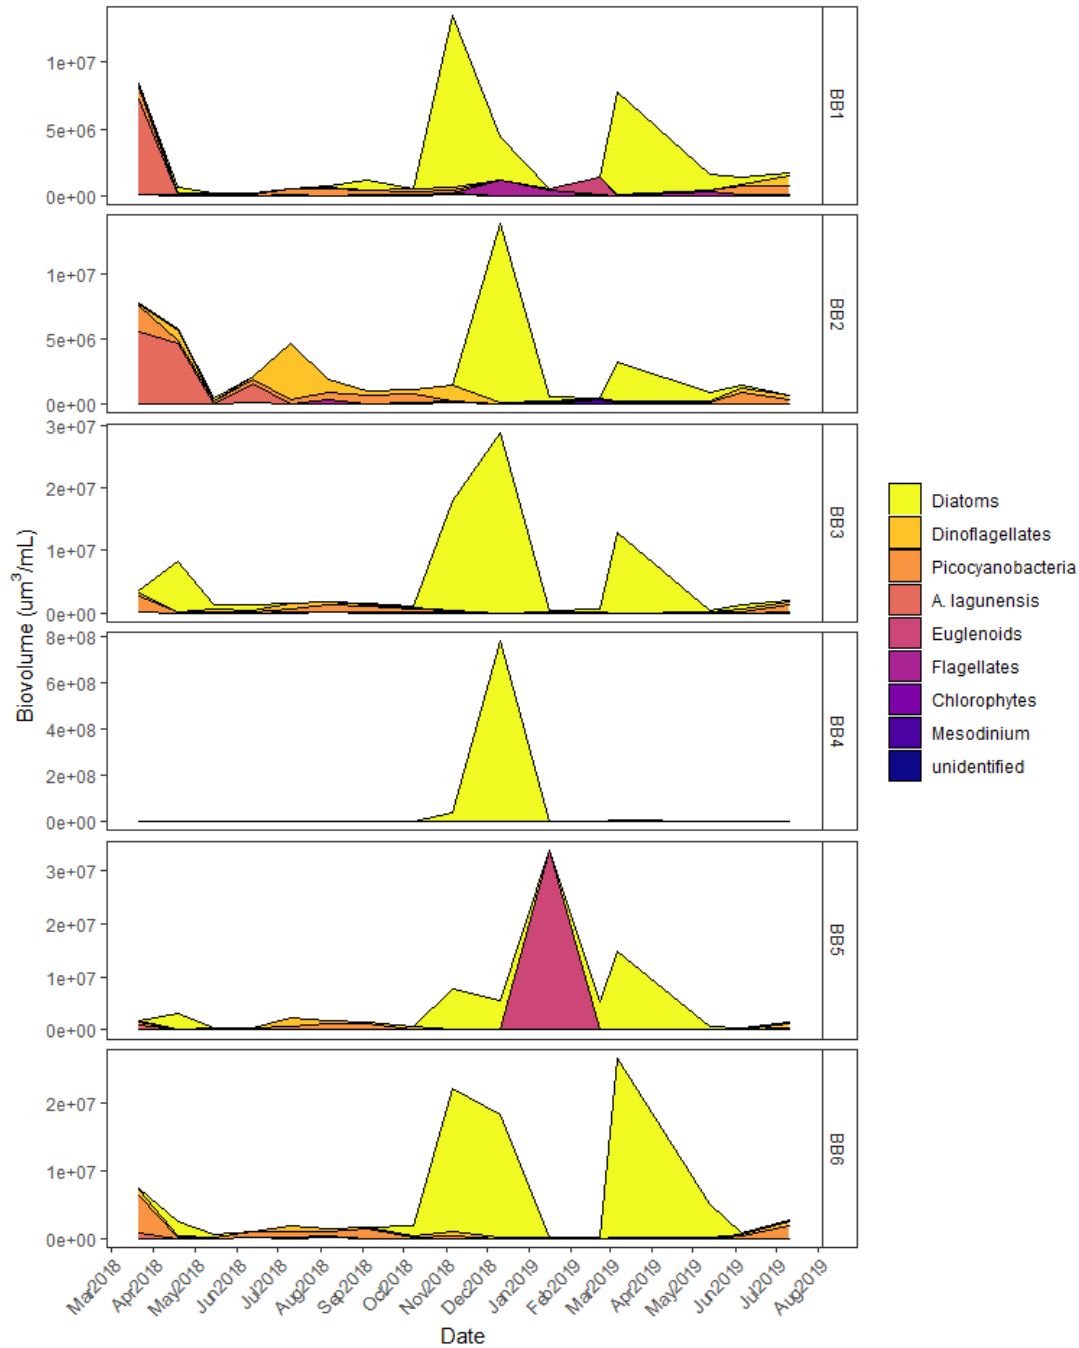 1e+07
5e+06
0e+00
BB1
1e+07
5e+06
0e+00
BB2
3e+07
2e+07
1e+07
0e+00
BB3
8e+08
6e+08
4e+08
2e+08
0e+00
BB4
3e+07
2e+07
1e+07
0e+00
BB5
2e+07
1e+07
0e+00
BB6
Biovolume (um³/mL)
Mar2018
Apr2018
May2018
Jun2018
Jul2018
Aug2018
Sep2018
Oct2018
Nov2018
Dec2018
Jan2019
Feb2019
Mar2019
Apr2019
May2019
Jun2019
Jul2019
Aug2019
Date
Diatoms
Dinoflagellates
Picocyanobacteria
A. lagunensis
Euglenoids
Flagellates
Chlorophytes
Mesodinium
unidentified